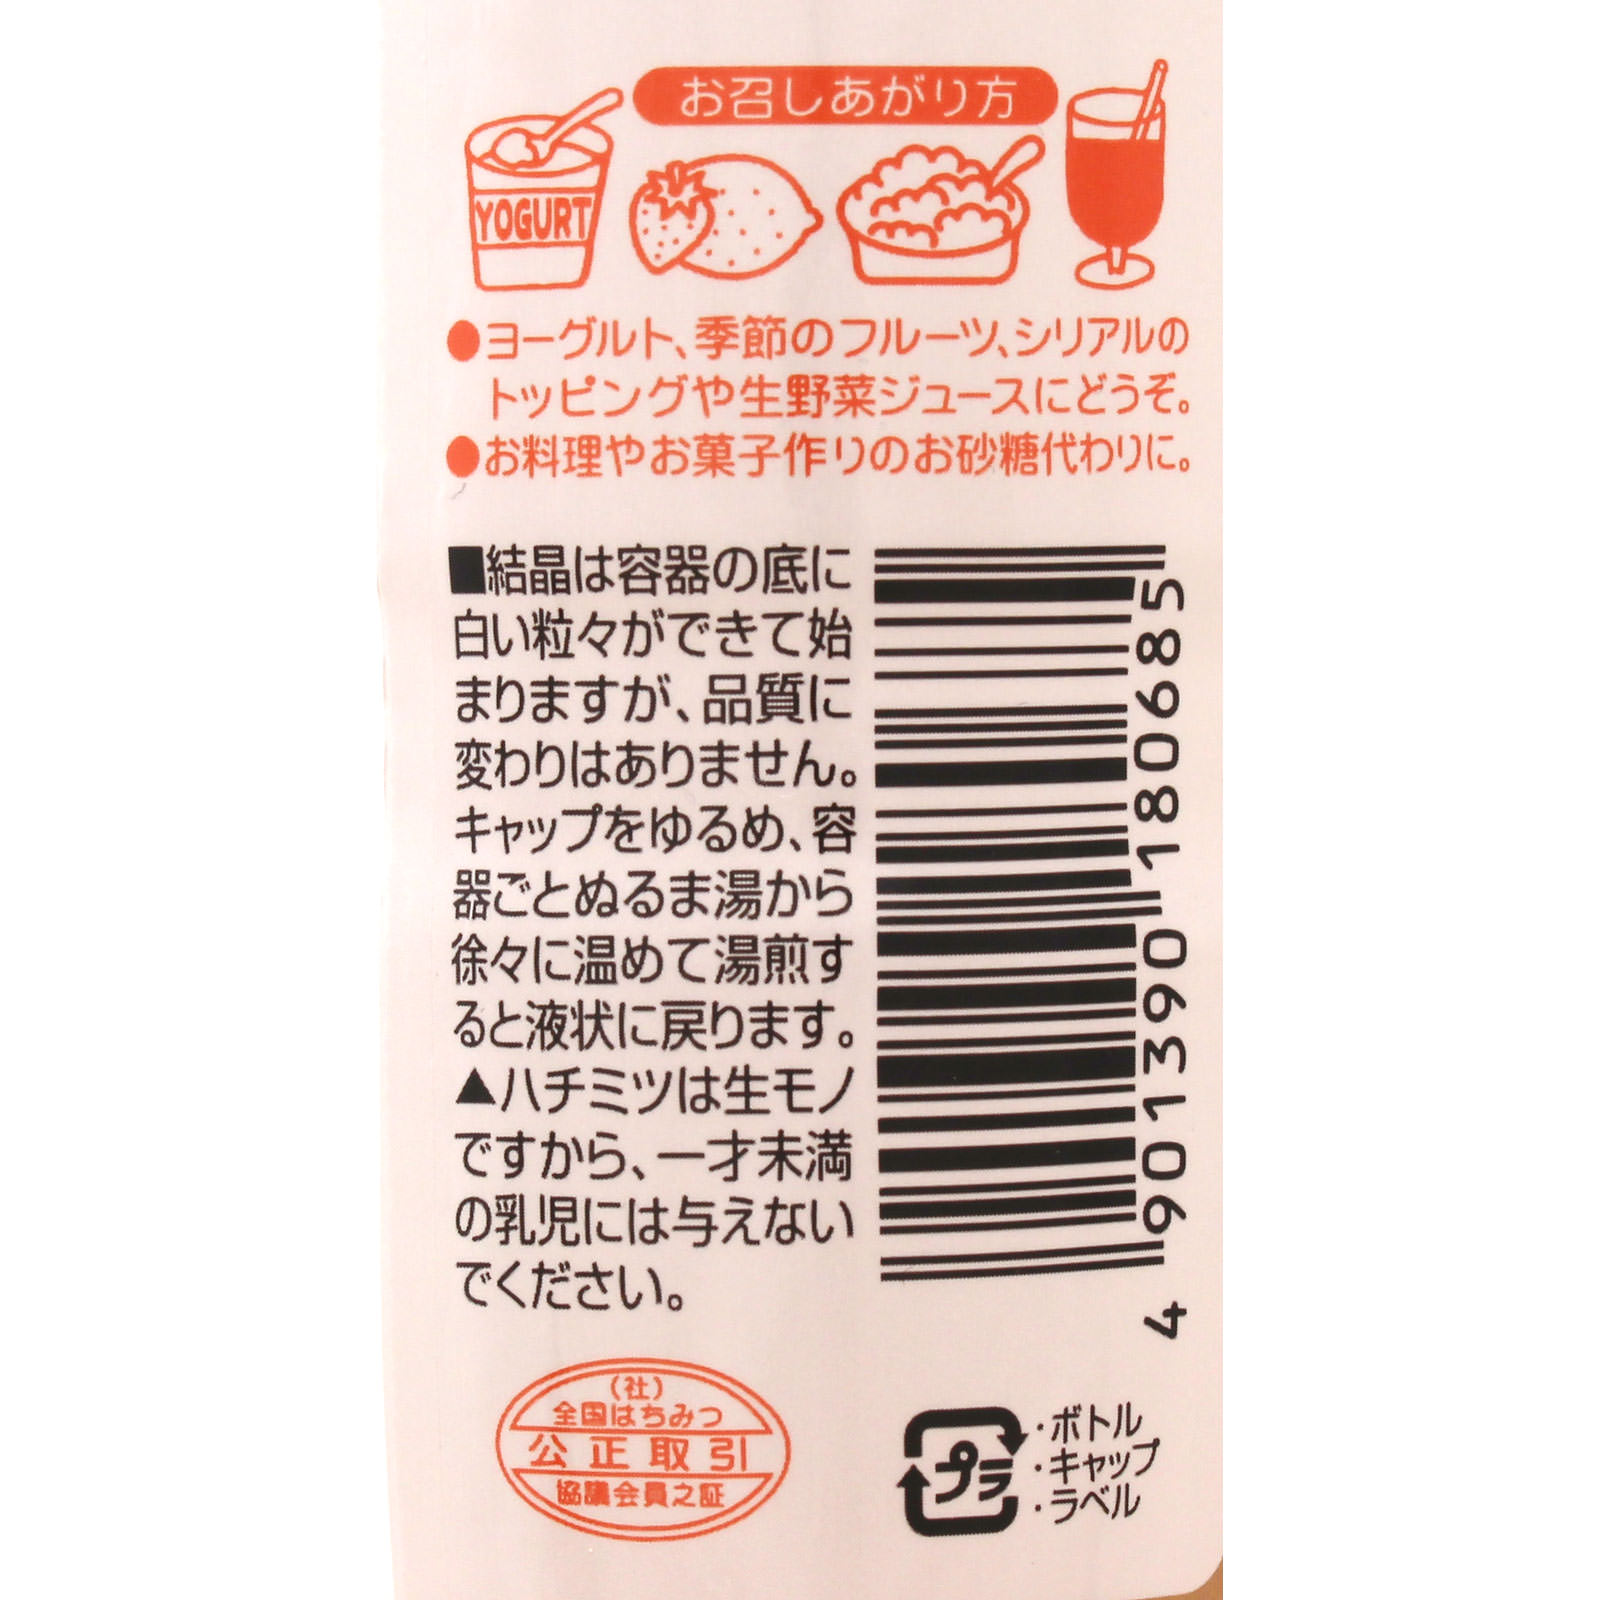 お召しあがり方
YOGURT
●ヨーグルト、季節のフルーツ、シリアルの
トッピングや生野菜ジュースにどうぞ。
●お料理やお菓子作りのお砂糖代わりに。
■結晶は容器の底に
白い粒々ができて始
まりますが、品質に
変わりはありません。
キャップをゆるめ、容
器ごとぬるま湯から
徐々に温めて湯煎す
ると液状に戻ります。
▲ハチミツは生モノ
ですから、一才未満
の乳児には与えない
でください。
4 901390 180685
(社)
全国はちみつ
公正取引
協議会員之証
プラ
・ボトル
・キャップ
・ラベル